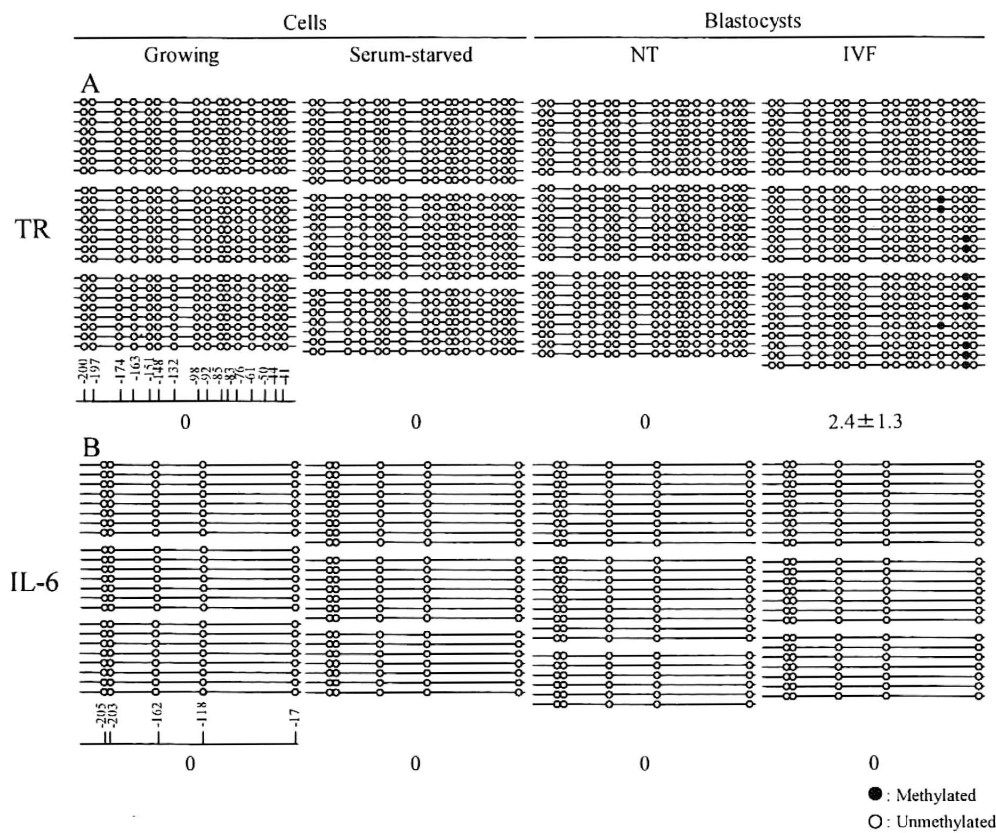 Cells Blastocysts
Growing Serum-starved NT IVF
A
TR
-200 -197 -174 -163 -151 -148 -132 -98 -92 -85 -83 -76 -61 -50 -44 -41
0 0 0 2.4±1.3
B
IL-6
-205 -203 -162 -118 -17
0 0 0 0
● : Methylated
○ : Unmethylated